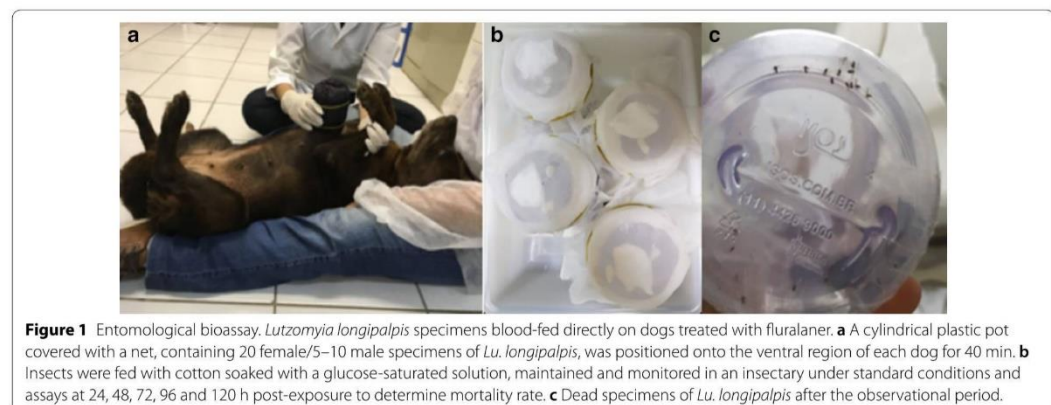 a
b
c
IGOS.COM.BR
Figure 1 Entomological bioassay. Lutzomyia longipalpis specimens blood-fed directly on dogs treated with fluralaner. a A cylindrical plastic pot
covered with a net, containing 20 female/5–10 male specimens of Lu. longipalpis, was positioned onto the ventral region of each dog for 40 min. b
Insects were fed with cotton soaked with a glucose-saturated solution, maintained and monitored in an insectary under standard conditions and
assays at 24, 48, 72, 96 and 120 h post-exposure to determine mortality rate. c Dead specimens of Lu. longipalpis after the observational period.